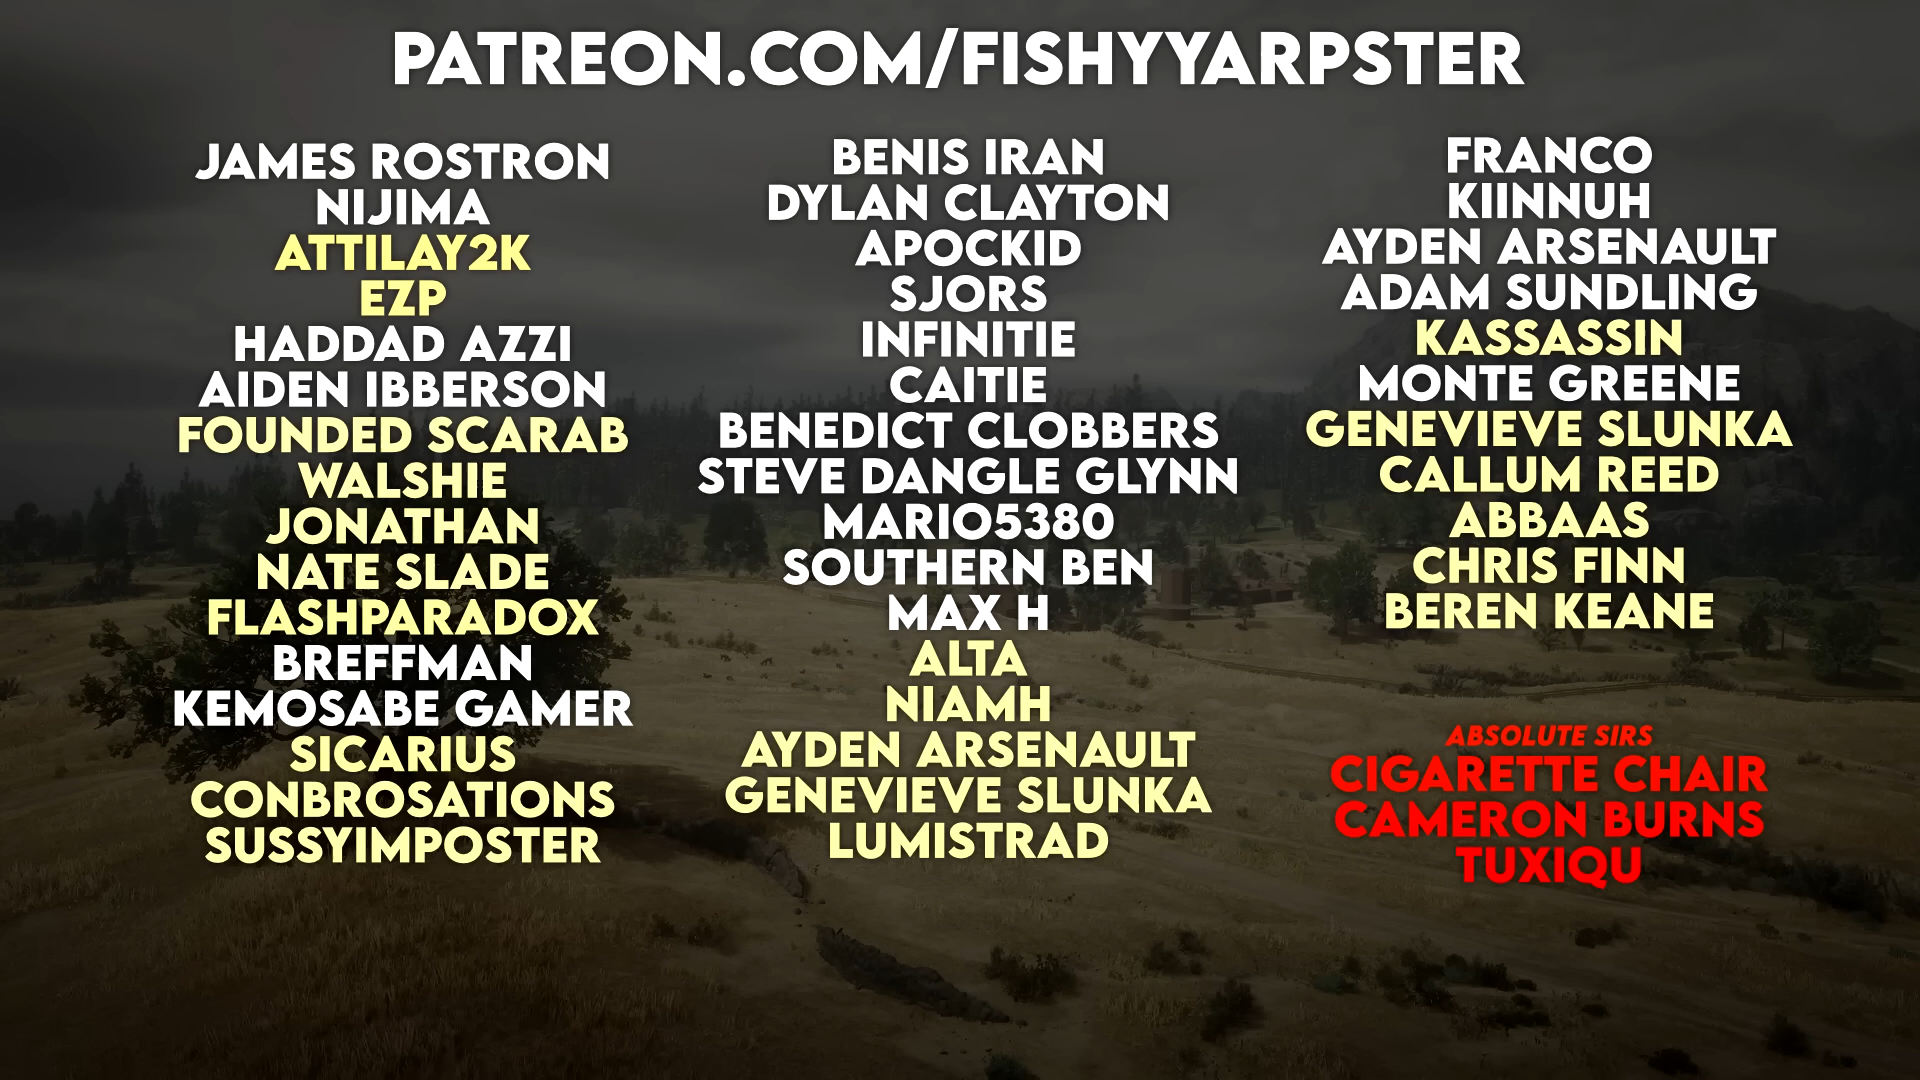 PATREON.COM/FISHYYARPSTER
JAMES ROSTRON
NIJIMA
ATTILAY2K
EZP
HADDAD AZZI
AIDEN IBBERSON
FOUNDED SCARAB
WALSHIE
JONATHAN
NATE SLADE
FLASHPARADOX
BREFFMAN
KEMOSABE GAMER
SICARIUS
CONBROSATIONS
SUSSYIMPOSTER
BENIS IRAN
DYLAN CLAYTON
APOCKID
SJORS
INFINITIE
CAITIE
BENEDICT CLOBBERS
STEVE DANGLE GLYNN
MARIO5380
SOUTHERN BEN
MAX H
ALTA
NIAMH
AYDEN ARSENAULT
GENEVIEVE SLUNKA
LUMISTRAD
FRANCO
KIINNUH
AYDEN ARSENAULT
ADAM SUNDLING
KASSASSIN
MONTE GREENE
GENEVIEVE SLUNKA
CALLUM REED
ABBAAS
CHRIS FINN
BEREN KEANE
ABSOLUTE SIRS
CIGARETTE CHAIR
CAMERON BURNS
TUXIQU